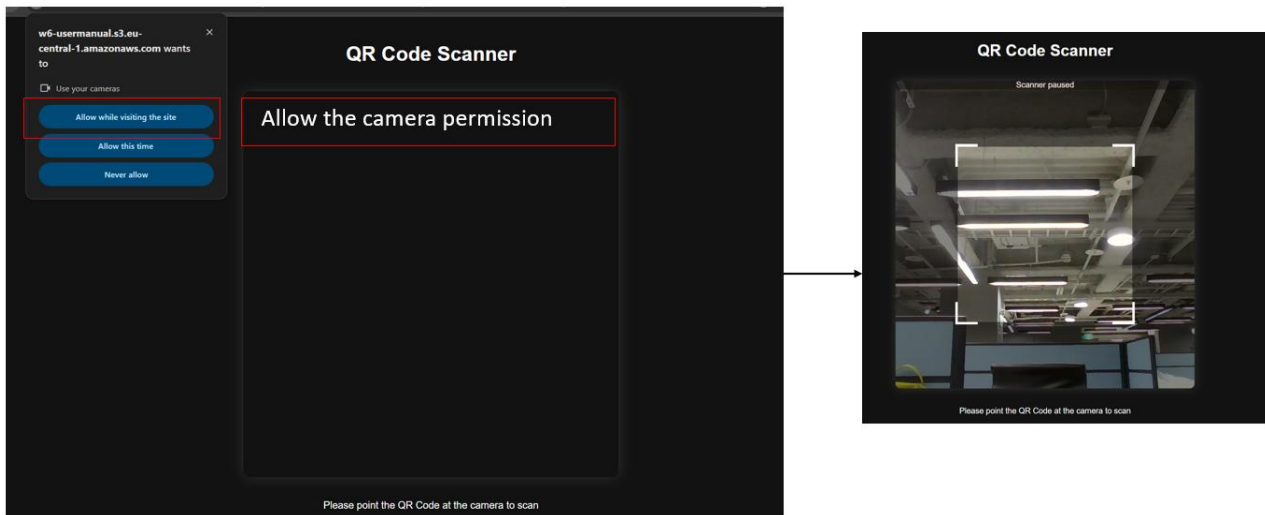 w6-usermanual.s3.eu-
central-1.amazonaws.com wants
to
Use your cameras
Allow while visiting the site
Allow this time
Never allow
QR Code Scanner
Allow the camera permission
Please point the QR Code at the camera to scan
QR Code Scanner
Scanner paused
Please point the QR Code at the camera to scan